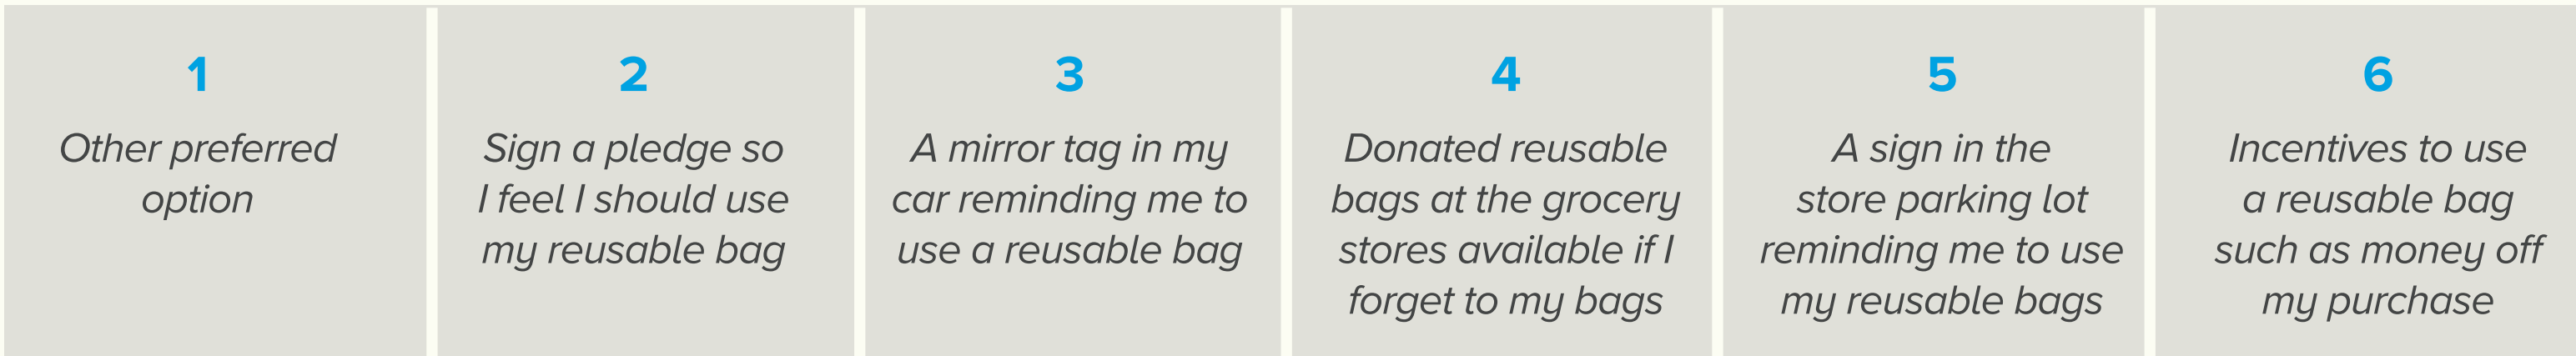 1
Other preferred
option
2
Sign a pledge so
I feel I should use
my reusable bag
3
A mirror tag in my
car reminding me to
use a reusable bag
4
Donated reusable
bags at the grocery
stores available if I
forget to my bags
5
A sign in the
store parking lot
reminding me to use
my reusable bags
6
Incentives to use
a reusable bag
such as money off
my purchase